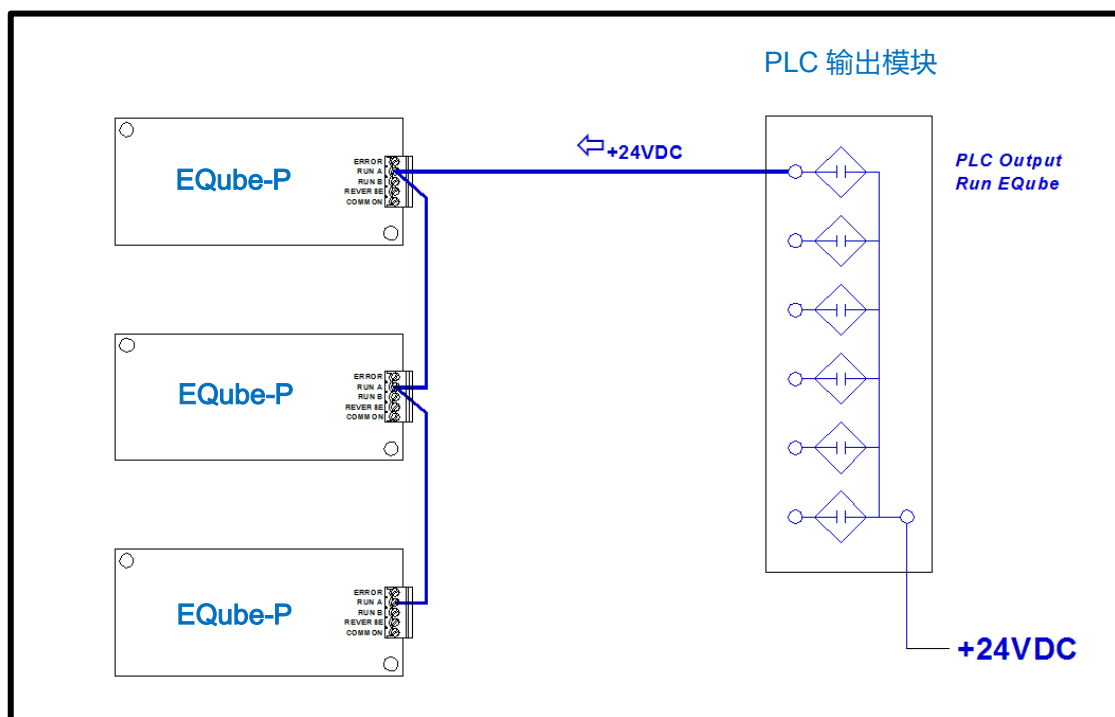 PLC 输出模块
EQube-P
ERROR
RUN A
RUN B
REVERSE
COMMON
+24VDC
PLC Output
Run EQube
EQube-P
ERROR
RUN A
RUN B
REVERSE
COMMON
EQube-P
ERROR
RUN A
RUN B
REVERSE
COMMON
+24VDC